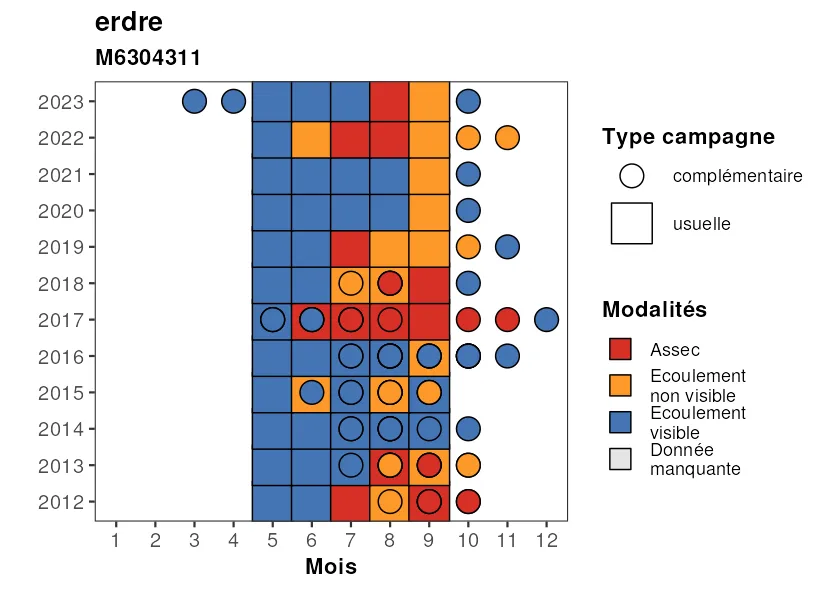 erdre
M6304311
2023
2022
2021
2020
2019
2018
2017
2016
2015
2014
2013
2012
1 2 3 4 5 6 7 8 9 10 11 12
Mois
Type campagne
complémentaire
usuelle
Modalités
Assec
Ecoulement
non visible
Ecoulement
visible
Donnée
manquante